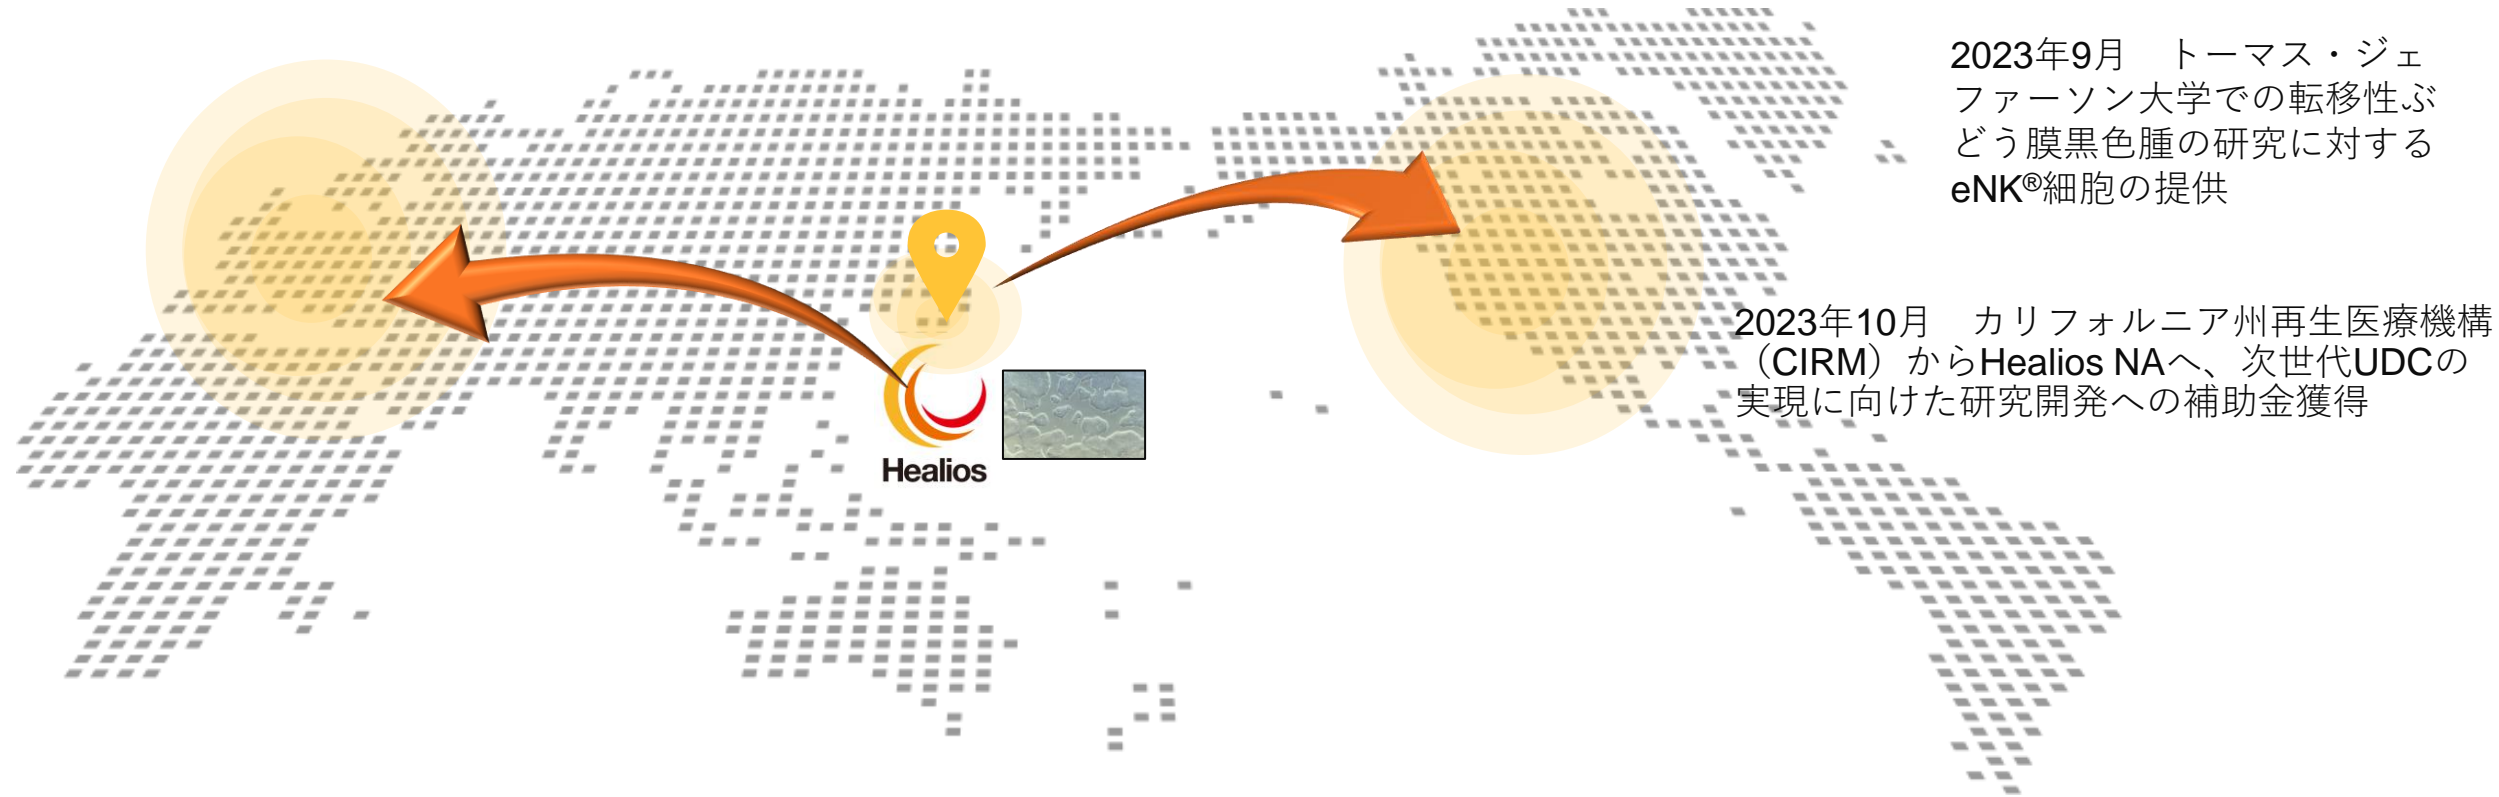 2023年9月　トーマス・ジェ
ファーソン大学での転移性ぶ
どう膜黒色腫の研究に対する
eNK®細胞の提供
2023年10月　カリフォルニア州再生医療機構
（CIRM）からHealios NAへ、次世代UDCの
実現に向けた研究開発への補助金獲得
Healios